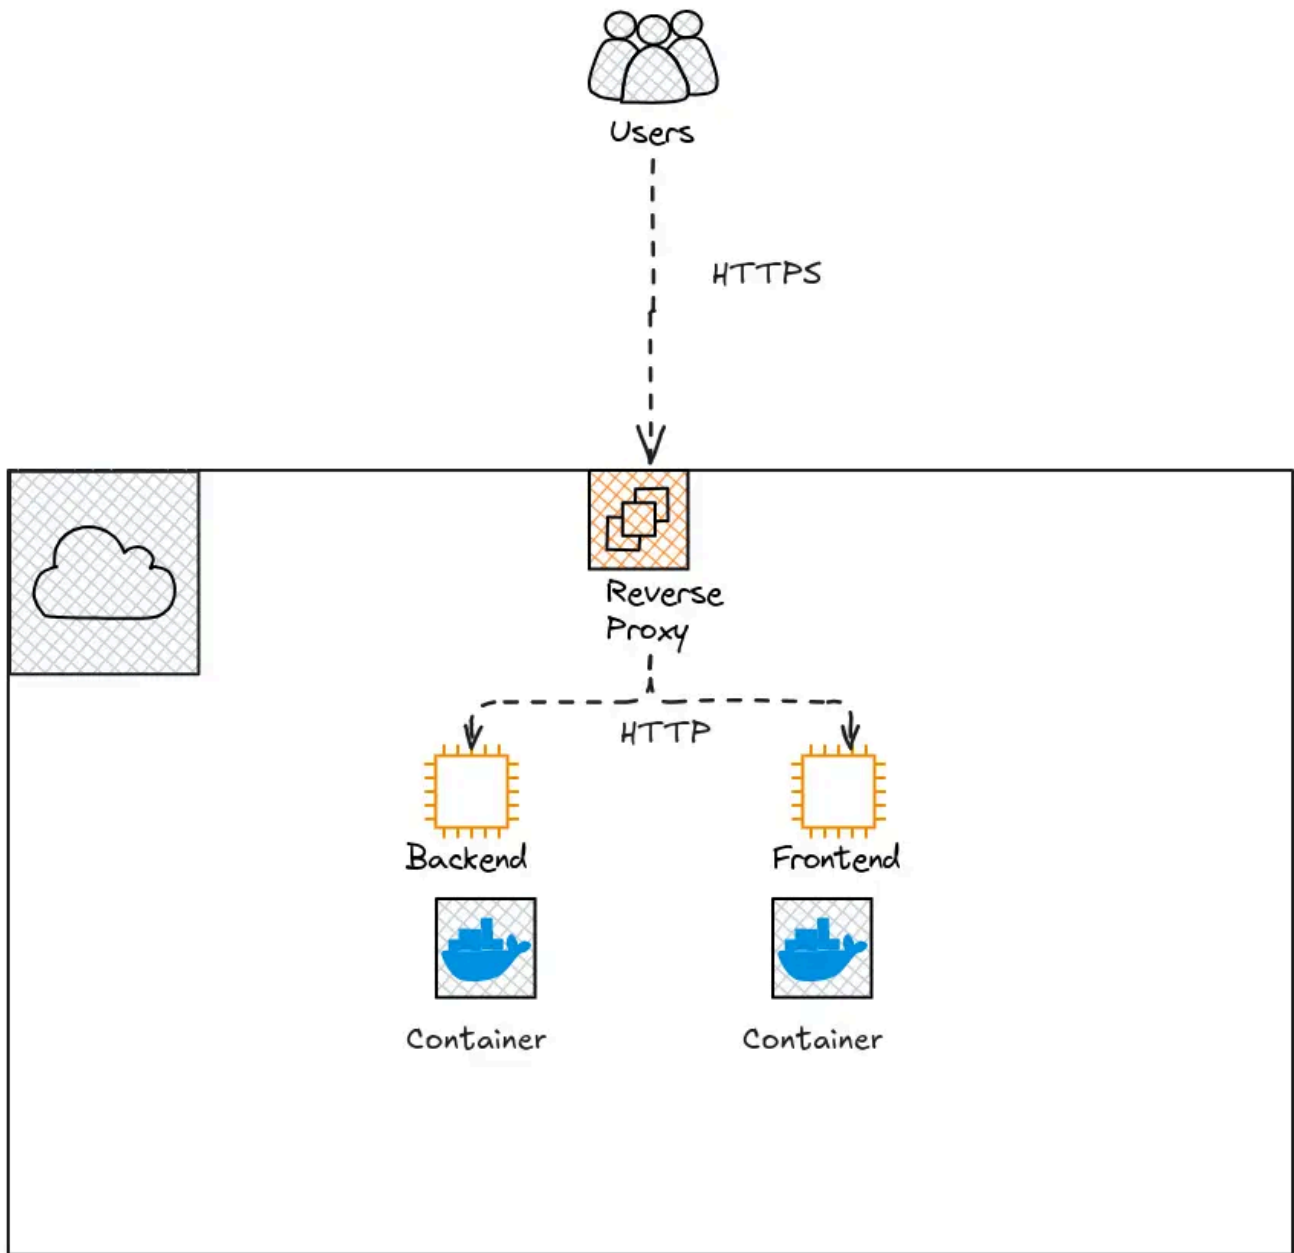 Users
HTTPS
Reverse
Proxy
HTTP
Backend
Frontend
Container
Container